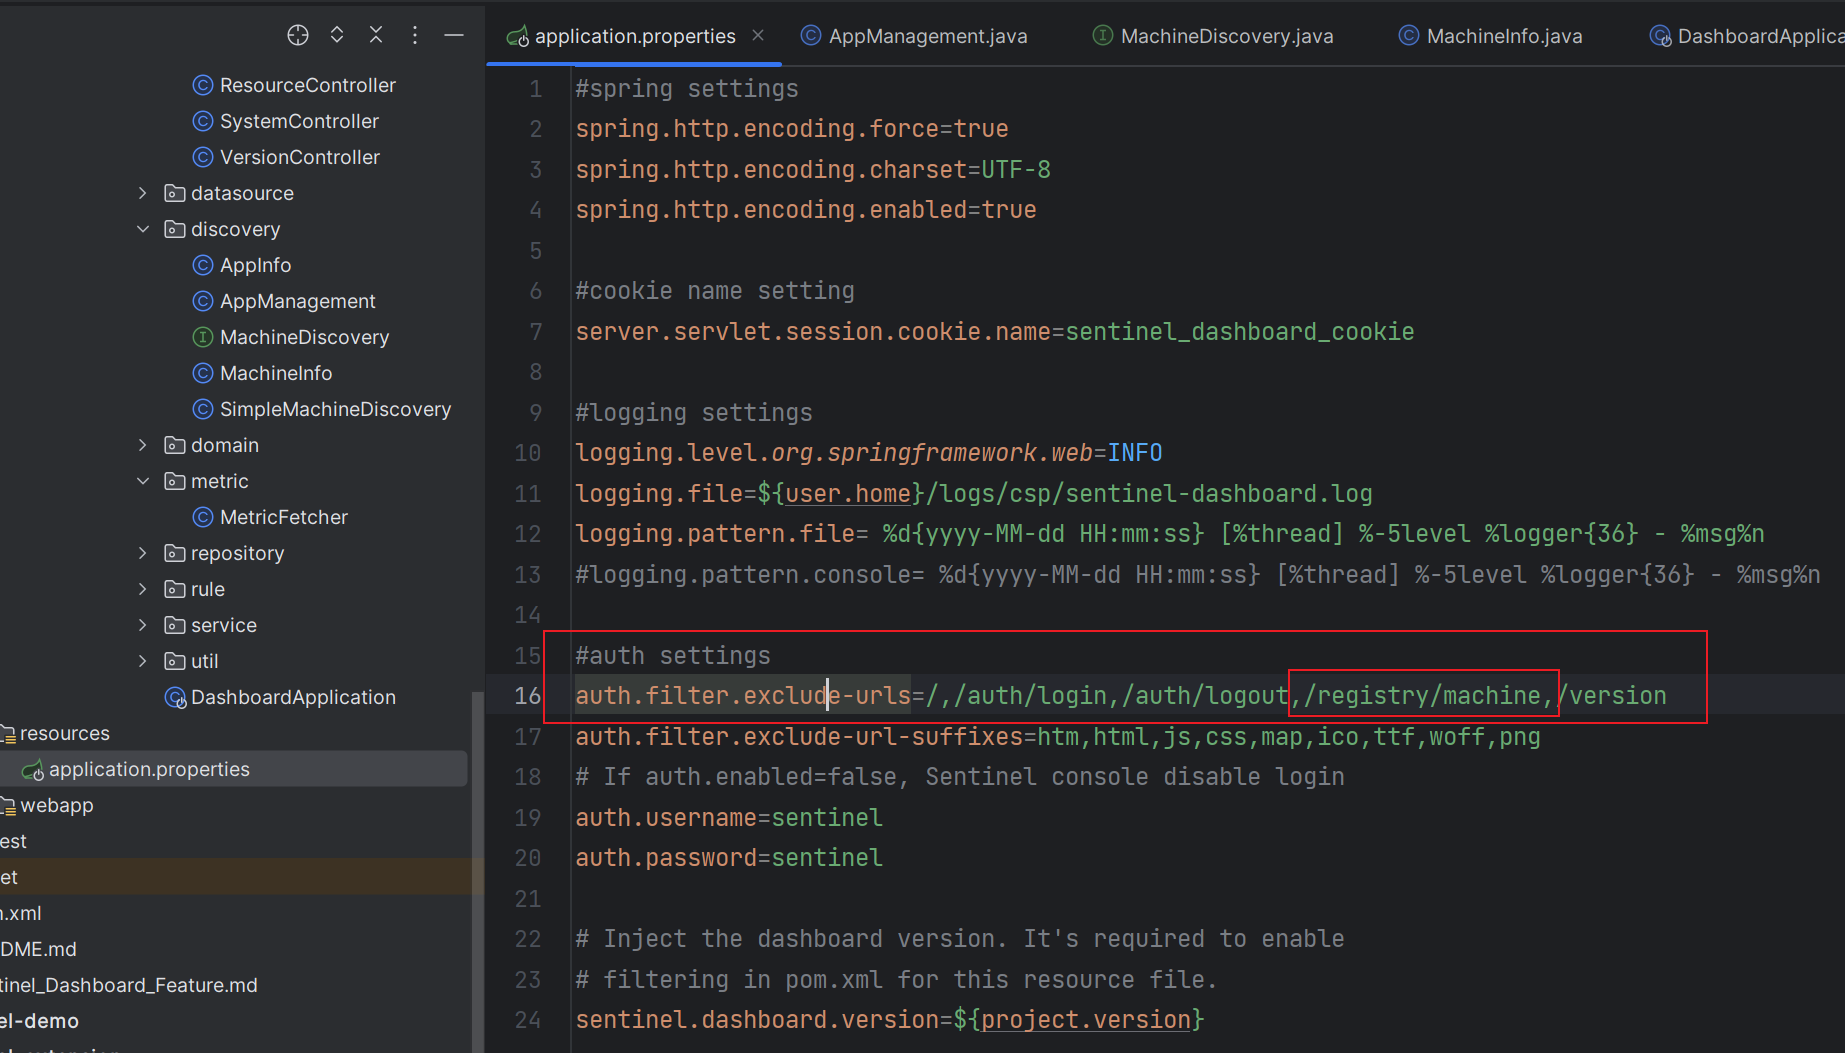 ResourceController
SystemController
VersionController
datasource
discovery
AppInfo
AppManagement
MachineDiscovery
MachineInfo
SimpleMachineDiscovery
domain
metric
MetricFetcher
repository
rule
service
util
DashboardApplication
resources
application.properties
webapp
est
et
.xml
DME.md
tinel_Dashboard_Feature.md
el-demo
application.properties AppManagement.java MachineDiscovery.java MachineInfo.java DashboardApplica
1 #spring settings
2 spring.http.encoding.force=true
3 spring.http.encoding.charset=UTF-8
4 spring.http.encoding.enabled=true
5
6 #cookie name setting
7 server.servlet.session.cookie.name=sentinel_dashboard_cookie
8
9 #logging settings
10 logging.level.org.springframework.web=INFO
11 logging.file=${user.home}/logs/csp/sentinel-dashboard.log
12 logging.pattern.file= %d{yyyy-MM-dd HH:mm:ss} [%thread] %-5level %logger{36} - %msg%n
13 #logging.pattern.console= %d{yyyy-MM-dd HH:mm:ss} [%thread] %-5level %logger{36} - %msg%n
14
15 #auth settings
16 auth.filter.exclude-urls=/,/auth/login,/auth/logout,/registry/machine,/version
17 auth.filter.exclude-url-suffixes=htm,html,js,css,map,ico,ttf,woff,png
18 # If auth.enabled=false, Sentinel console disable login
19 auth.username=sentinel
20 auth.password=sentinel
21
22 # Inject the dashboard version. It's required to enable
23 # filtering in pom.xml for this resource file.
24 sentinel.dashboard.version=${project.version}